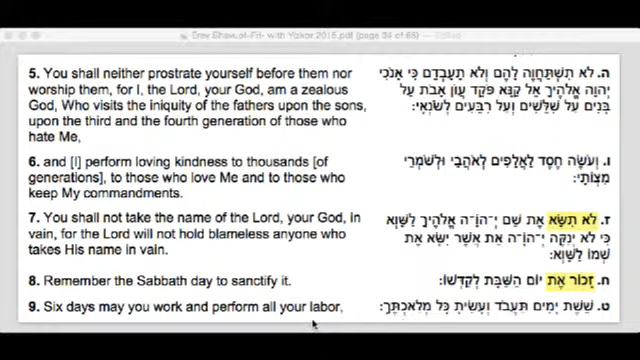 Erev Shavuot-Fit- with Yizkor 2015.pdf (page 34 of 65)
5. You shall neither prostrate yourself before them nor
worship them, for I, the Lord, your God, am a zealous
God, Who visits the iniquity of the fathers upon the sons,
upon the third and the fourth generation of those who
hate Me,
ה. לֹא תִשְׁתַּחֲוֶה לָהֶם וְלֹא תָעָבְדֵם כִּי אָנֹכִי
יְהֹוָה אֱלֹהֶיךָ אֵל קַנָּא פֹּקֵד עֲוֹן אָבֹת עַל
בָּנִים עַל שִׁלֵּשִׁים וְעַל רִבֵּעִים לְשֹׂנְאָי:
6. and [I] perform loving kindness to thousands [of
generations], to those who love Me and to those who
keep My commandments.
ו. וְעֹשֶׂה חֶסֶד לַאֲלָפִים לְאֹהֲבַי וּלְשֹׁמְרֵי
מִצְוֹתָי:
7. You shall not take the name of the Lord, your God, in
vain, for the Lord will not hold blameless anyone who
takes His name in vain.
ז. לֹא תִשָּׂא אֶת שֵׁם יְ-הֹוָ-ה אֱלֹהֶיךָ לַשָּׁוְא
כִּי לֹא יְנַקֶּה יְ-הֹוָ-ה אֵת אֲשֶׁר יִשָּׂא אֶת
שְׁמוֹ לַשָּׁוְא:
8. Remember the Sabbath day to sanctify it.
ח. זָכוֹר אֶת יוֹם הַשַּׁבָּת לְקַדְּשׁוֹ:
9. Six days may you work and perform all your labor,
ט. שֵׁשֶׁת יָמִים תַּעֲבֹד וְעָשִׂיתָ כָּל מְלַאכְתֶּךָ: